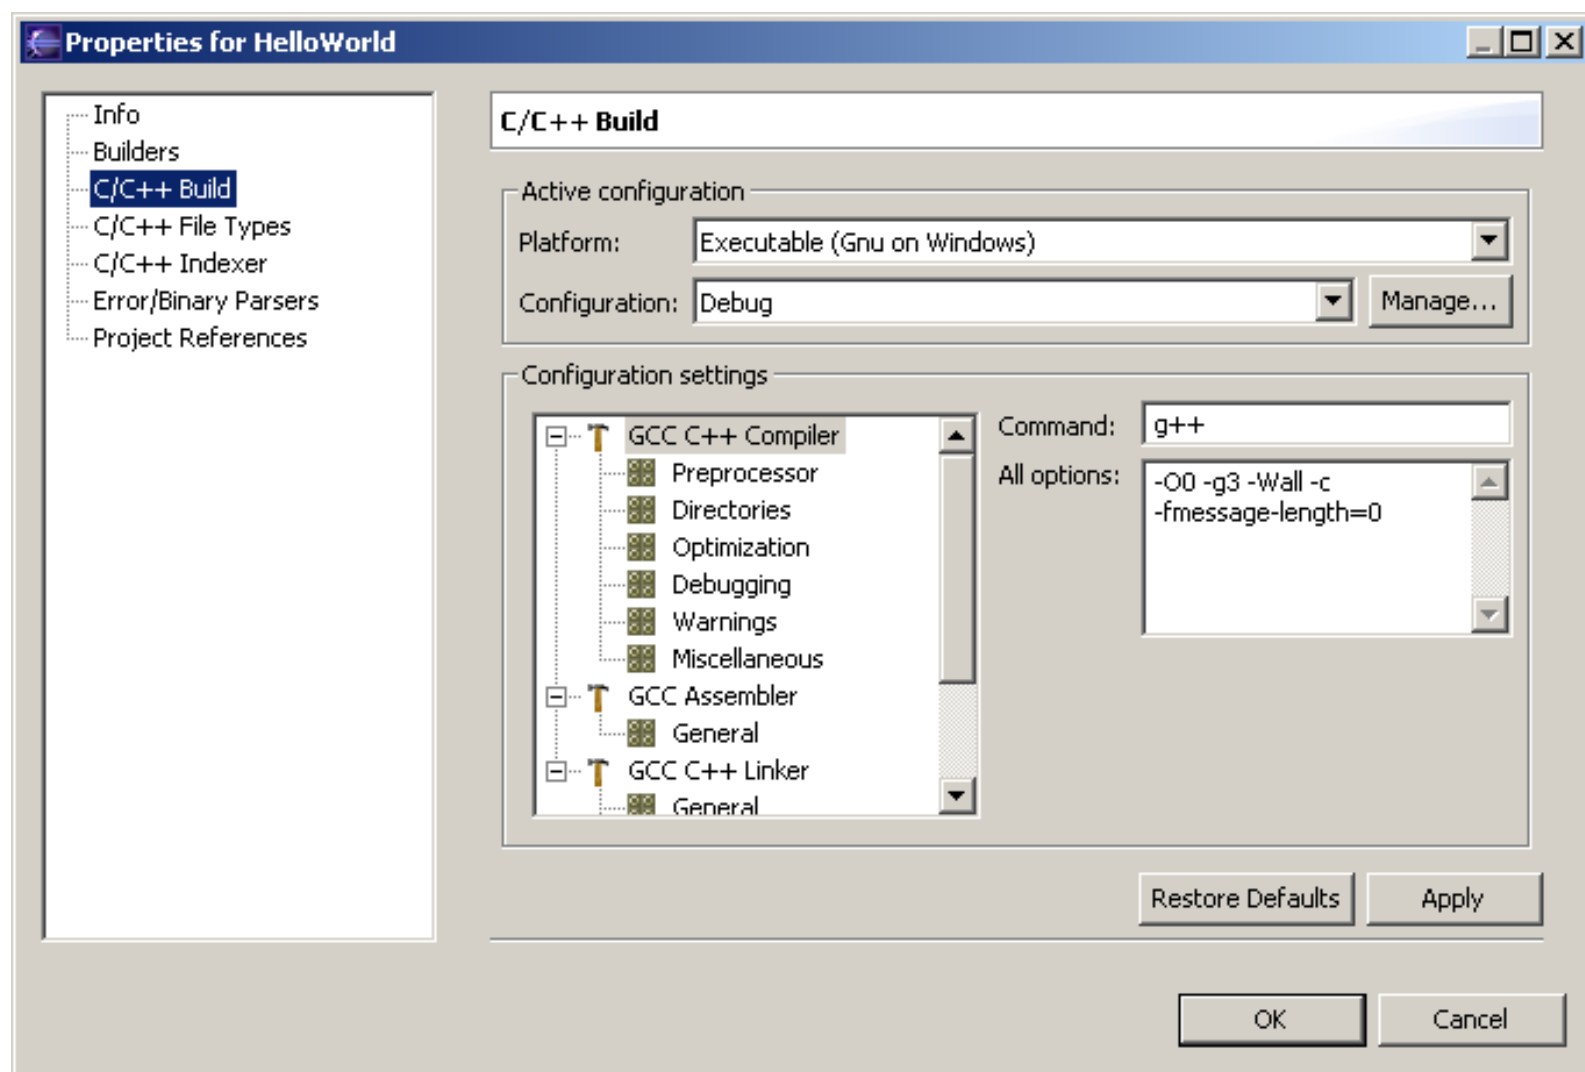 Properties for HelloWorld
Info
Builders
C/C++ Build
C/C++ File Types
C/C++ Indexer
Error/Binary Parsers
Project References
C/C++ Build
Active configuration
Platform: Executable (Gnu on Windows)
Configuration: Debug Manage...
Configuration settings
GCC C++ Compiler
Preprocessor
Directories
Optimization
Debugging
Warnings
Miscellaneous
GCC Assembler
General
GCC C++ Linker
General
Command: g++
All options: -O0 -g3 -Wall -c
-fmessage-length=0
Restore Defaults Apply
OK Cancel